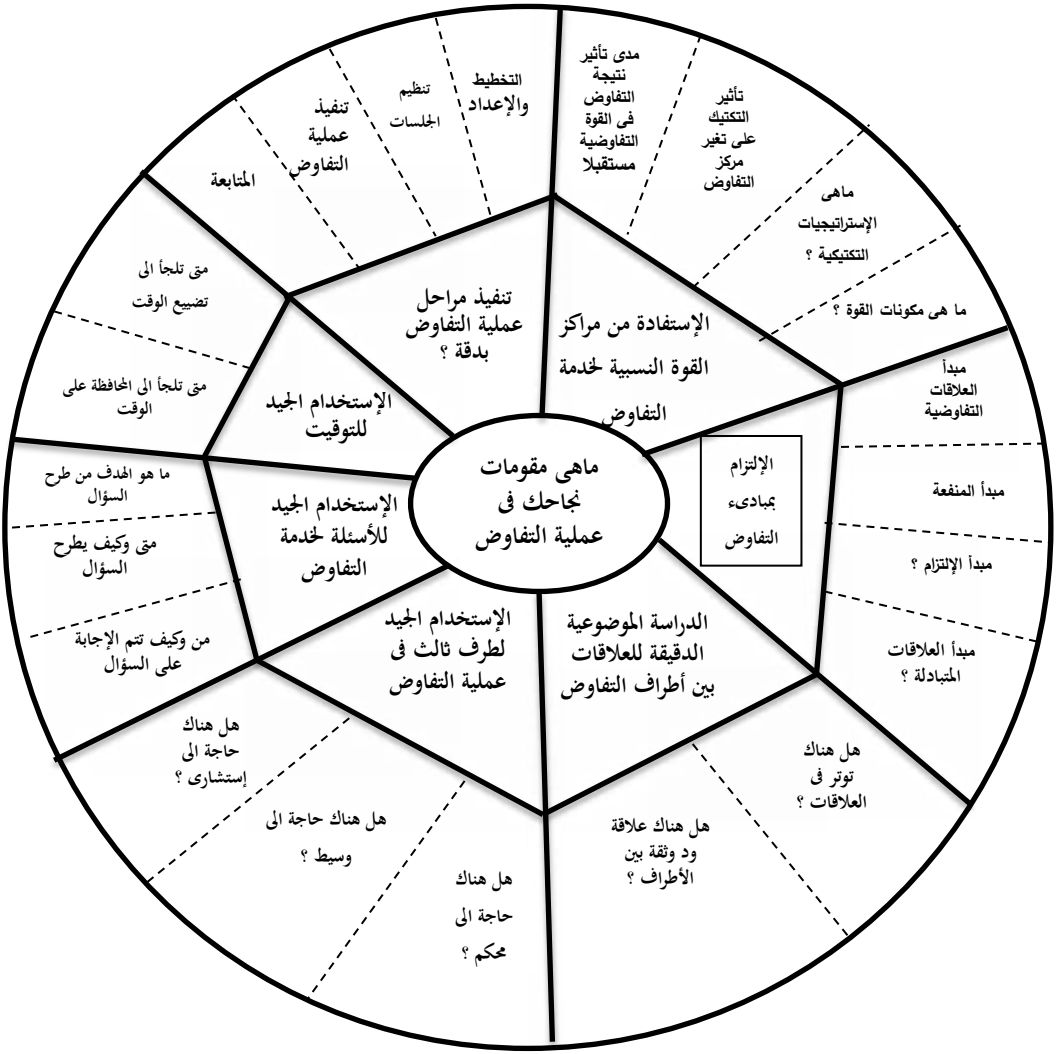 ماهى مقومات
نجاحك فى
عملية التفاوض
الإستفادة من مراكز
القوة النسبية لخدمة
التفاوض
مدى تأثير
نتيجة
التفاوض
فى القوة
التفاوضية
مستقبلا
تأثير
التكتيك
على تغير
مركز
التفاوض
ماهى
الإستراتيجيات
التكتيكية ؟
ما هى مكونات القوة ؟
الإلتزام
بمبادىء
التفاوض
مبدأ
العلاقات
التفاوضية
مبدأ المنفعة
مبدأ الإلتزام ؟
مبدأ العلاقات
المتبادلة ؟
الدراسة الموضوعية
الدقيقة للعلاقات
بين أطراف التفاوض
هل هناك
توتر فى
العلاقات ؟
هل هناك علاقة
ود وثقة بين
الأطراف ؟
الإستخدام الجيد
لطرف ثالث فى
عملية التفاوض
هل هناك
حاجة الى
محكم ؟
هل هناك حاجة الى
وسيط ؟
هل هناك
حاجة الى
إستشارى ؟
الإستخدام الجيد
للأسئلة لخدمة
التفاوض
ما هو الهدف من طرح
السؤال
متى وكيف يطرح
السؤال
من وكيف تتم الإجابة
على السؤال
الإستخدام الجيد
للتوقيت
متى تلجأ الى
تضييع الوقت
متى تلجأ الى المحافظة على
الوقت
تنفيذ مراحل
عملية التفاوض
بدقة ؟
التخطيط
والإعداد
تنظيم
الجلسات
تنفيذ
عملية
التفاوض
المتابعة